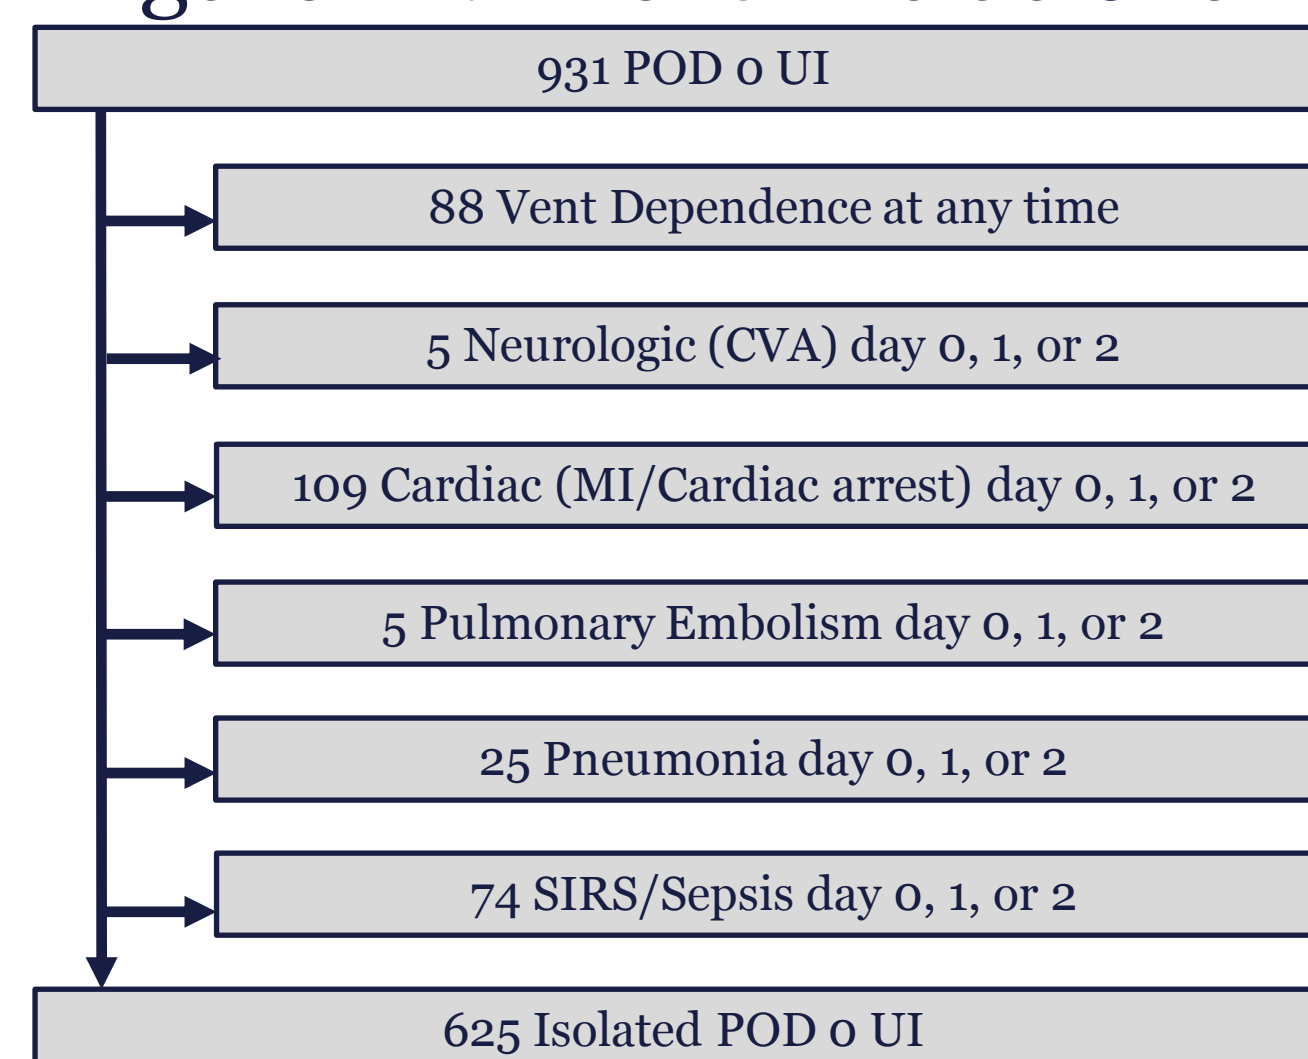 931 POD 0 UI
88 Vent Dependence at any time
5 Neurologic (CVA) day 0, 1, or 2
109 Cardiac (MI/Cardiac arrest) day 0, 1, or 2
5 Pulmonary Embolism day 0, 1, or 2
25 Pneumonia day 0, 1, or 2
74 SIRS/Sepsis day 0, 1, or 2
625 Isolated POD 0 UI